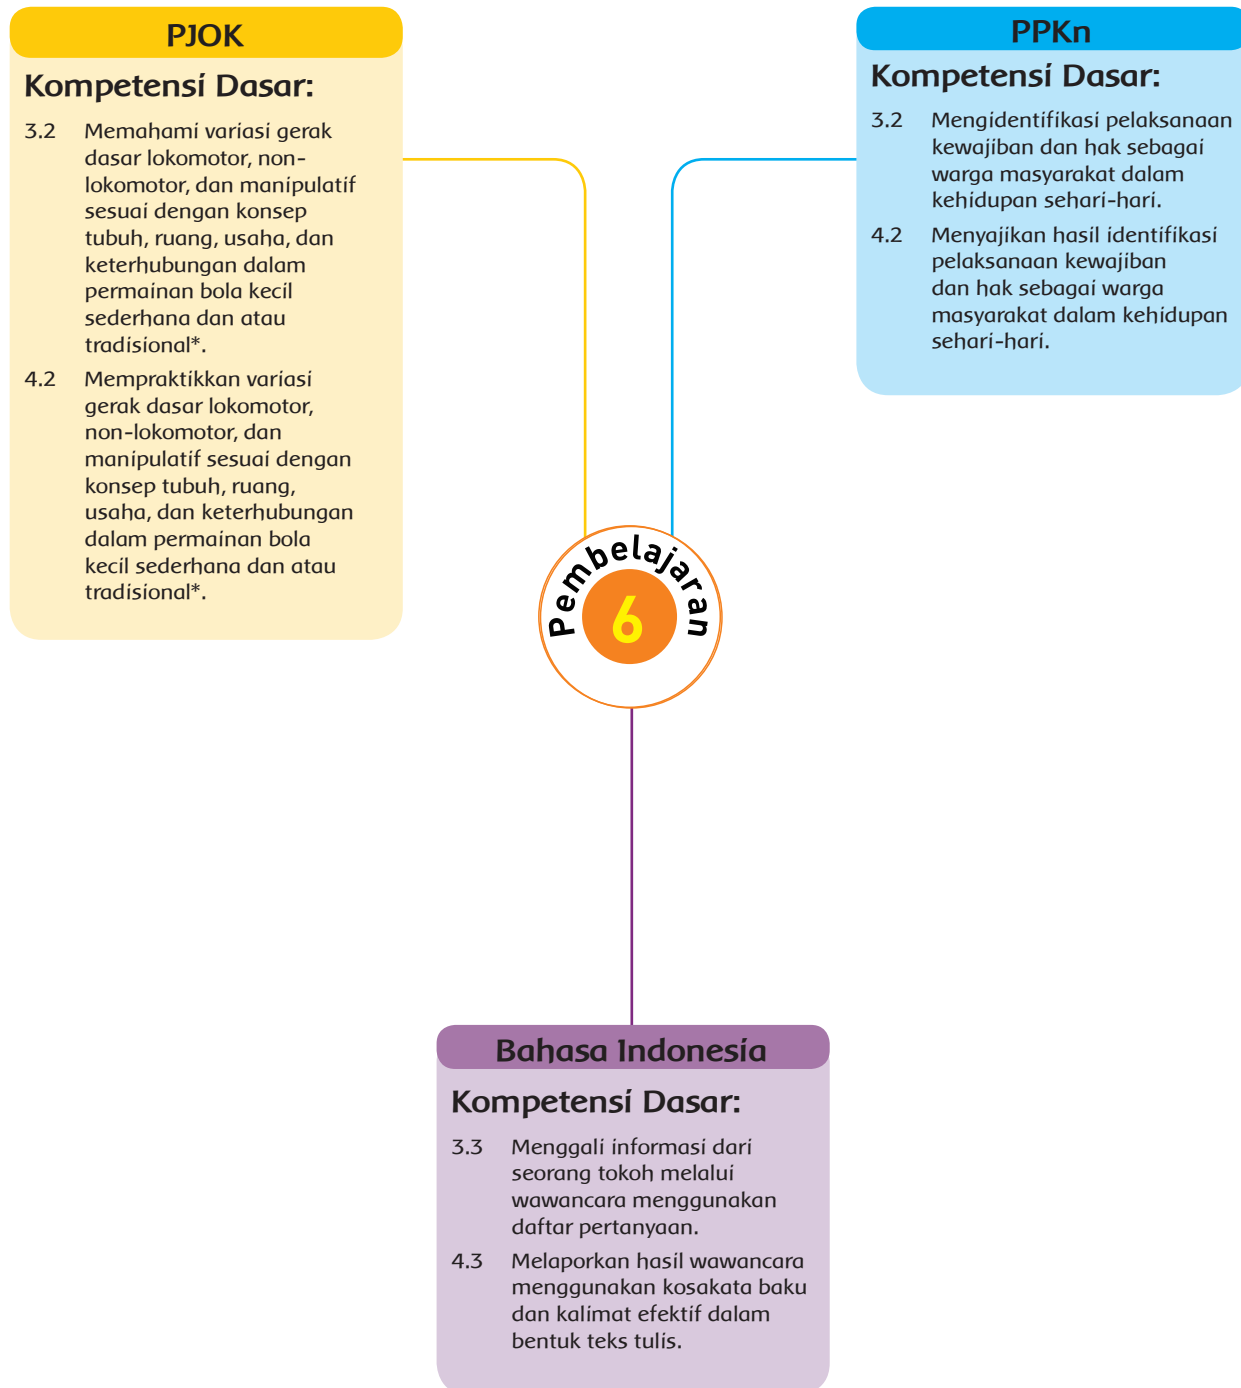 PJOK
Kompetensi Dasar:
3.2 Memahami variasi gerak
dasar lokomotor, non-
lokomotor, dan manipulatif
sesuai dengan konsep
tubuh, ruang, usaha, dan
keterhubungan dalam
permainan bola kecil
sederhana dan atau
tradisional*.
4.2 Mempraktikkan variasi
gerak dasar lokomotor,
non-lokomotor, dan
manipulatif sesuai dengan
konsep tubuh, ruang,
usaha, dan keterhubungan
dalam permainan bola
kecil sederhana dan atau
tradisional*.
PPKn
Kompetensi Dasar:
3.2 Mengidentifikasi pelaksanaan
kewajiban dan hak sebagai
warga masyarakat dalam
kehidupan sehari-hari.
4.2 Menyajikan hasil identifikasi
pelaksanaan kewajiban
dan hak sebagai warga
masyarakat dalam kehidupan
sehari-hari.
Pembelajaran
6
Bahasa Indonesia
Kompetensi Dasar:
3.3 Menggali informasi dari
seorang tokoh melalui
wawancara menggunakan
daftar pertanyaan.
4.3 Melaporkan hasil wawancara
menggunakan kosakata baku
dan kalimat efektif dalam
bentuk teks tulis.